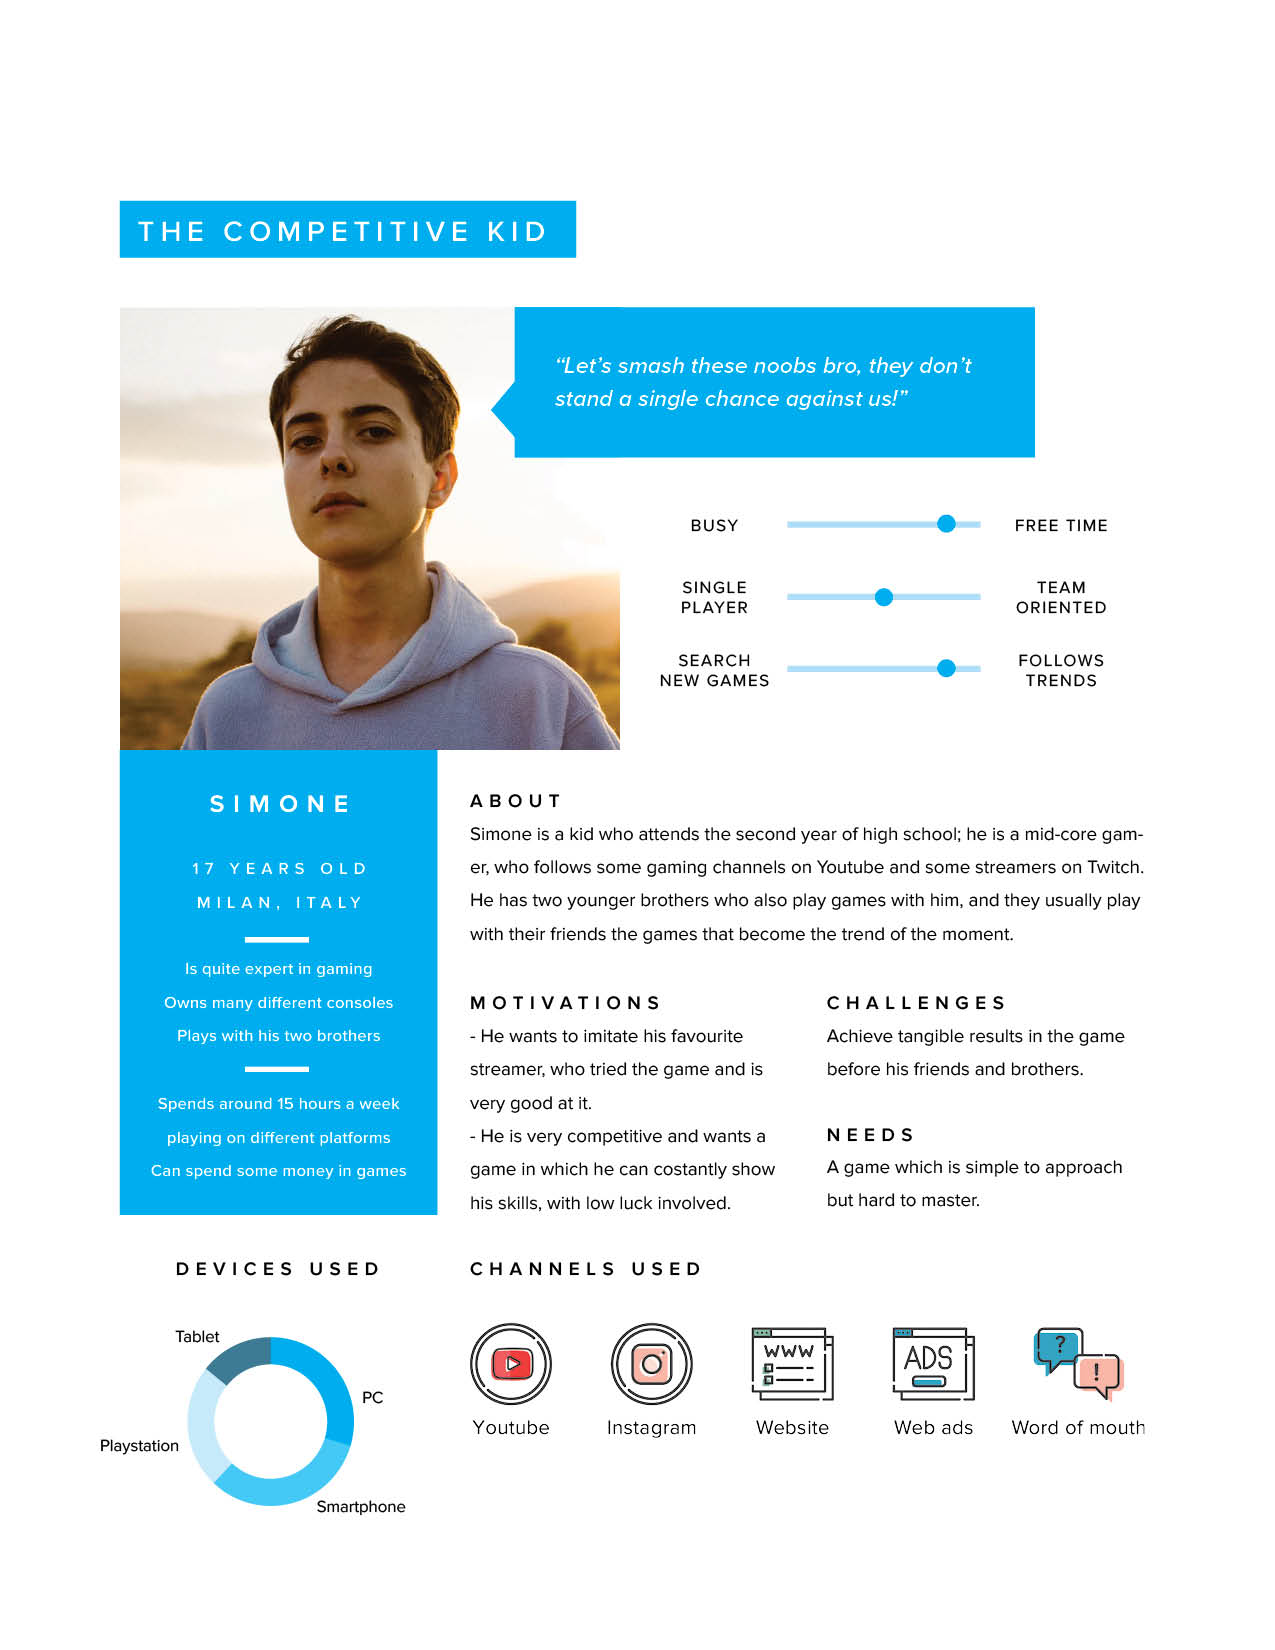 THE COMPETITIVE KID
“Let’s smash these noobs bro, they don’t
stand a single chance against us!”
BUSY
FREE TIME
SINGLE
PLAYER
TEAM
ORIENTED
SEARCH
NEW GAMES
FOLLOWS
TRENDS
SIMONE
17 YEARS OLD
MILAN, ITALY
Is quite expert in gaming
Owns many different consoles
Plays with his two brothers
Spends around 15 hours a week
playing on different platforms
Can spend some money in games
ABOUT
Simone is a kid who attends the second year of high school; he is a mid-core gam-
er, who follows some gaming channels on Youtube and some streamers on Twitch.
He has two younger brothers who also play games with him, and they usually play
with their friends the games that become the trend of the moment.
MOTIVATIONS
- He wants to imitate his favourite
streamer, who tried the game and is
very good at it.
- He is very competitive and wants a
game in which he can costantly show
his skills, with low luck involved.
CHALLENGES
Achieve tangible results in the game
before his friends and brothers.
NEEDS
A game which is simple to approach
but hard to master.
DEVICES USED
Tablet
PC
Playstation
Smartphone
CHANNELS USED
WWW
ADS
?
!
Youtube
Instagram
Website
Web ads
Word of mouth